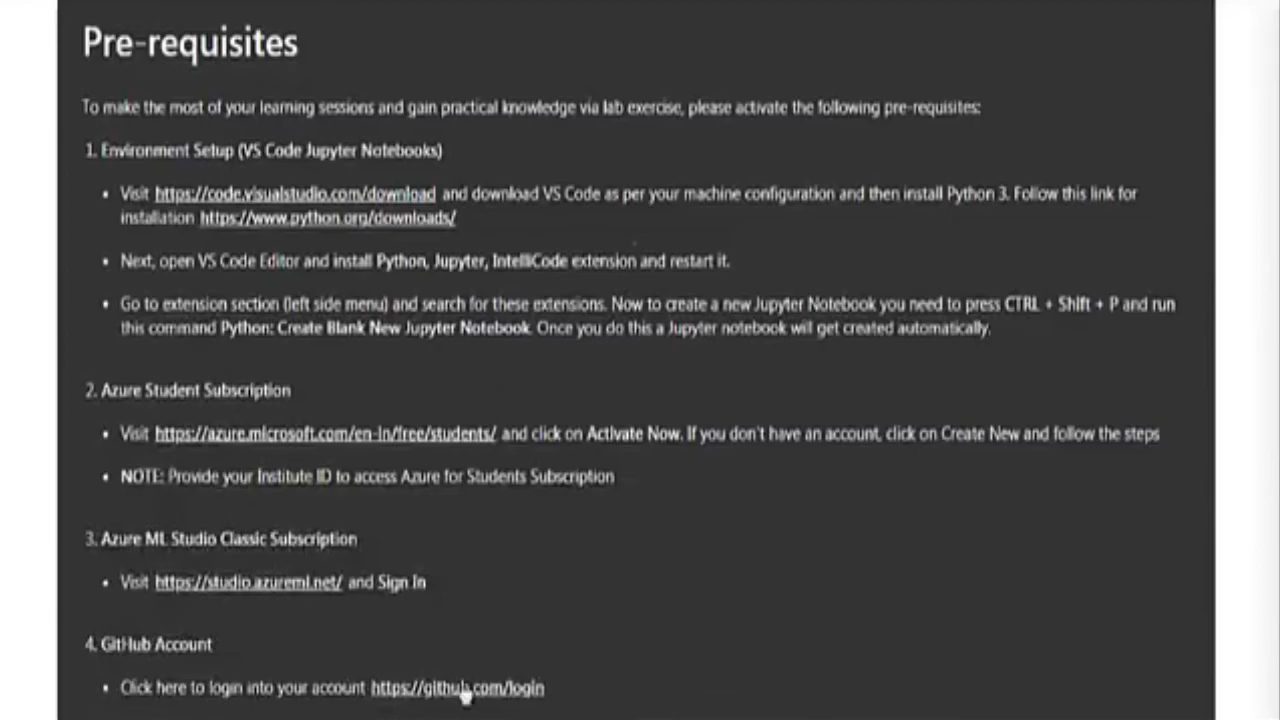 Pre-requisites
To make the most of your learning sessions and gain practical knowledge via lab exercise, please activate the following pre-requisites:
1. Environment Setup (VS Code Jupyter Notebooks)
• Visit https://code.visualstudio.com/download and download VS Code as per your machine configuration and then install Python 3. Follow this link for
installation https://www.python.org/downloads/
• Next, open VS Code Editor and install Python, Jupyter, IntelliCode extension and restart it.
• Go to extension section (left side menu) and search for these extensions. Now to create a new Jupyter Notebook you need to press CTRL + Shift + P and run
this command Python: Create Blank New Jupyter Notebook. Once you do this a Jupyter notebook will get created automatically.
2. Azure Student Subscription
• Visit https://azure.microsoft.com/en-in/free/students/ and click on Activate Now. If you don't have an account, click on Create New and follow the steps
• NOTE: Provide your Institute ID to access Azure for Students Subscription
3. Azure ML Studio Classic Subscription
• Visit https://studio.azureml.net/ and Sign In
4. GitHub Account
• Click here to login into your account https://github.com/login